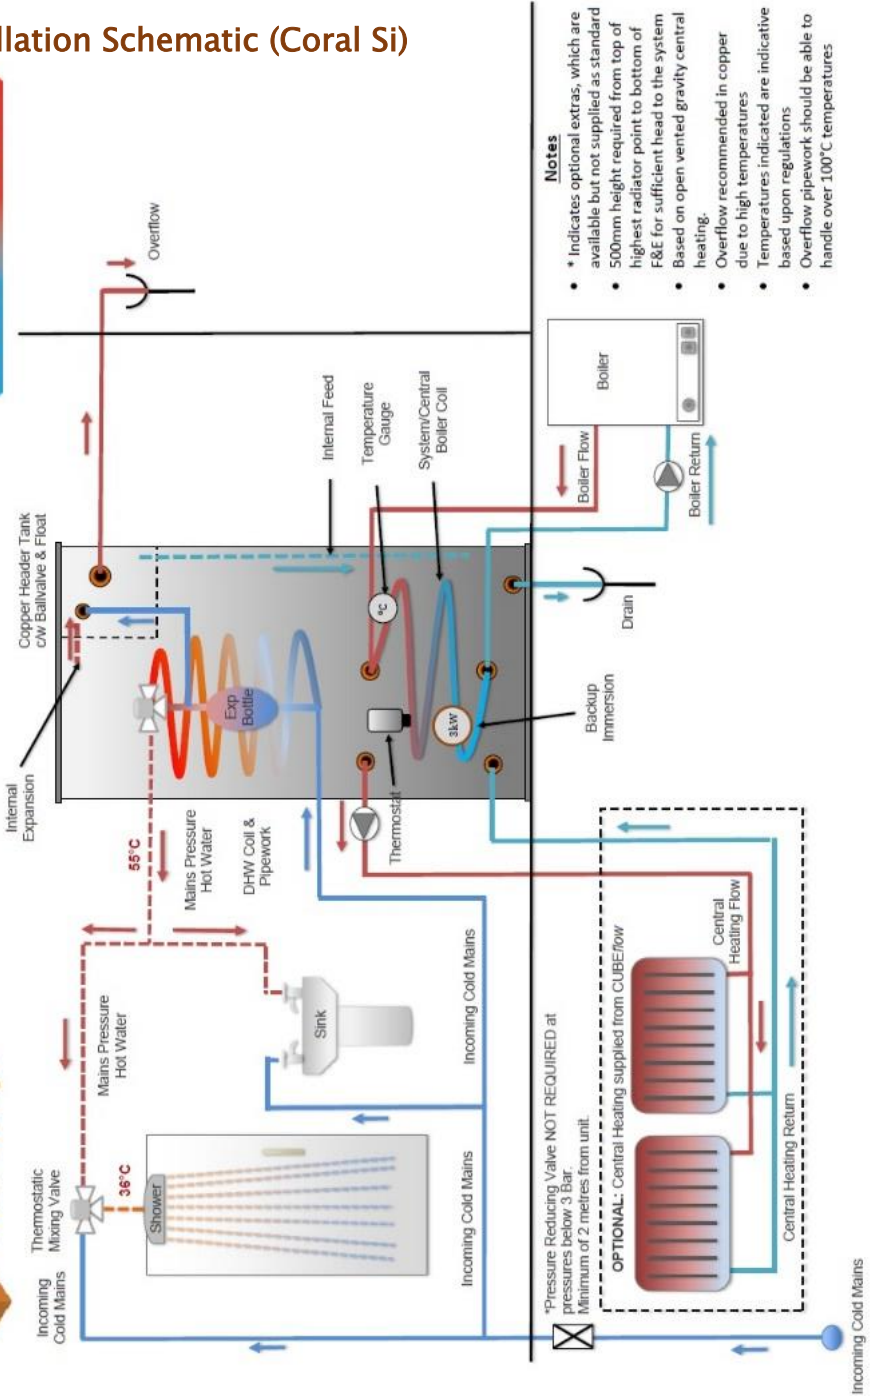 llation Schematic (Coral Si)
Incoming
Cold Mains
Thermostatic
Mixing Valve
36°C
Shower
Mains Pressure
Hot Water
Sink
55°C
Mains Pressure
Hot Water
DHW Coil &
Pipework
Internal
Expansion
Copper Header Tank
c/w Ballvalve & Float
Exp
Bottle
Overflow
Internal Feed
Temperature
Gauge
System/Central
Boiler Coil
°C
3kW
Thermostat
Backup
Immersion
Drain
Boiler Flow
Boiler Return
Boiler
Incoming Cold Mains
Incoming Cold Mains
*Pressure Reducing Valve NOT REQUIRED at
pressures below 3 Bar.
Minimum of 2 metres from unit.
OPTIONAL: Central Heating supplied from CUBEflow
Central
Heating Flow
Central Heating Return
Incoming Cold Mains
Notes
• * Indicates optional extras, which are
available but not supplied as standard
• 500mm height required from top of
highest radiator point to bottom of
F&E for sufficient head to the system
• Based on open vented gravity central
heating.
• Overflow recommended in copper
due to high temperatures
• Temperatures indicated are indicative
based upon regulations
• Overflow pipework should be able to
handle over 100°C temperatures